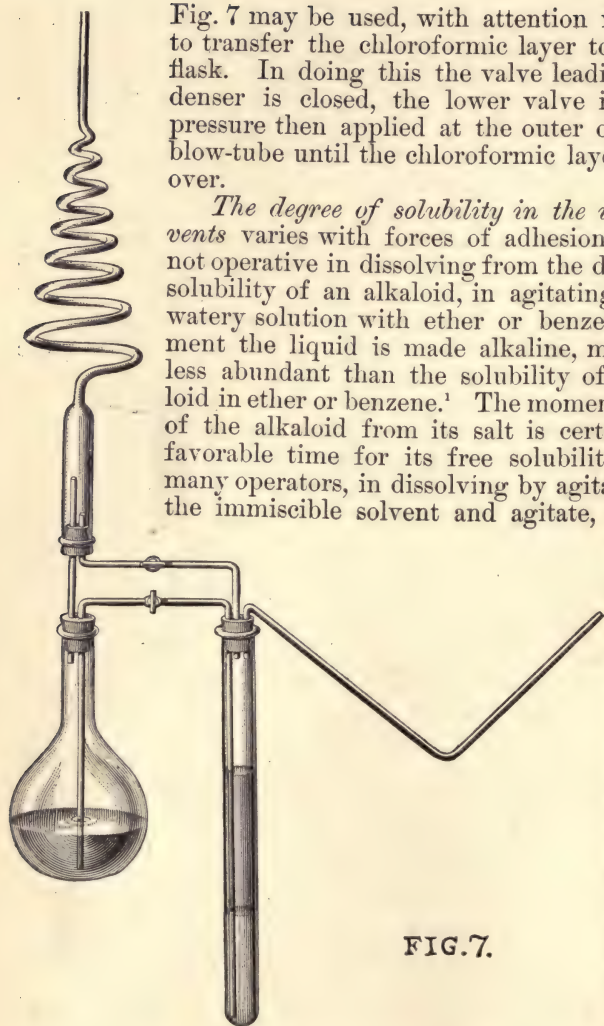 Fig. 7 may be used, with attention
to transfer the chloroformic layer to
flask. In doing this the valve leadi
denser is closed, the lower valve i
pressure then applied at the outer
blow-tube until the chloroformic laye
over.
The degree of solubility in the
vents varies with forces of adhesion
not operative in dissolving from the d
solubility of an alkaloid, in agitating
watery solution with ether or benze
ment the liquid is made alkaline, m
less abundant than the solubility of
loid in ether or benzene.¹ The momen
of the alkaloid from its salt is cert
favorable time for its free solubilit
many operators, in dissolving by agita
the immiscible solvent and agitate,
FIG.7.